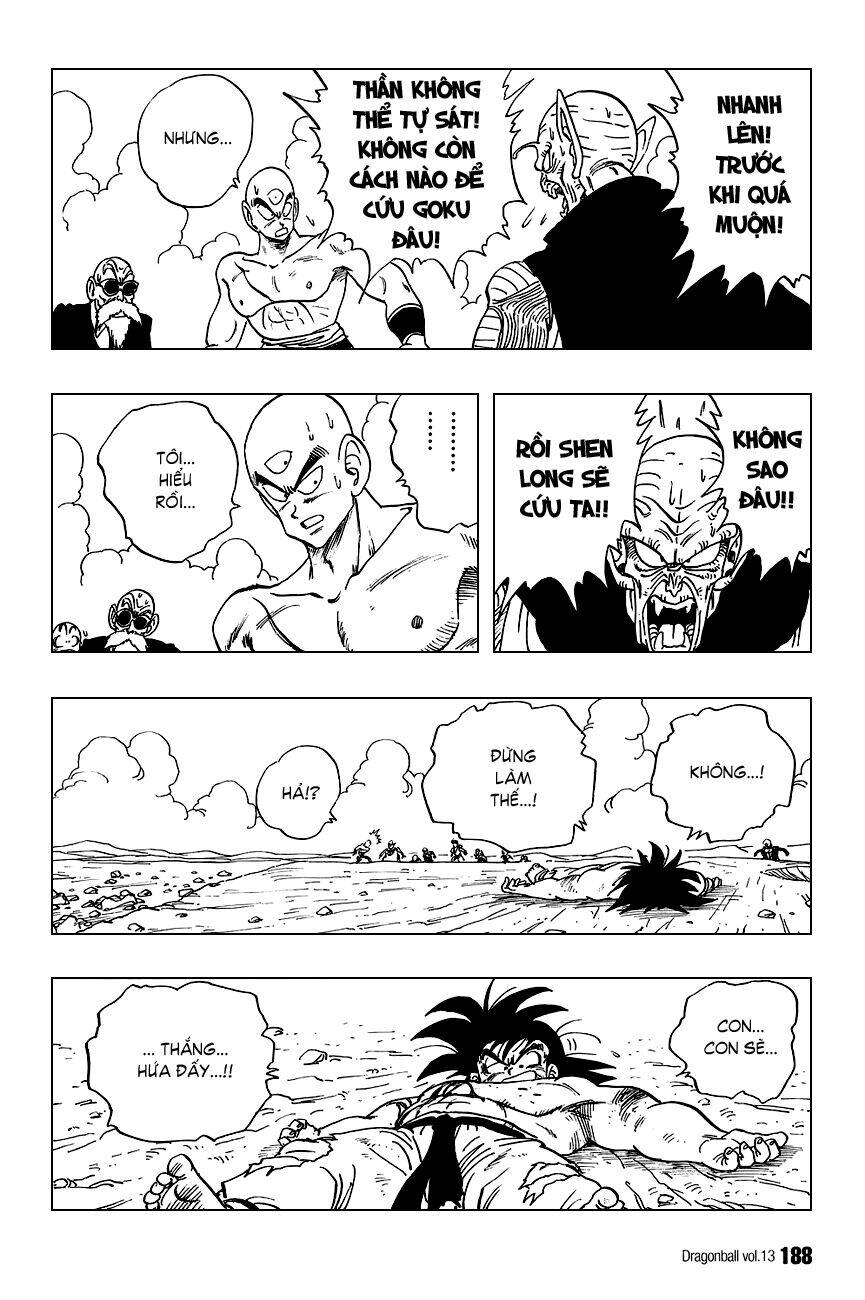 NHANH
LÊN!
TRƯỚC
KHI QUÁ
MUỘN!
THẦN KHÔNG
THỂ TỰ SÁT!
KHÔNG CÒN
CÁCH NÀO ĐỂ
CỨU GOKU
ĐÂU!
NHƯNG...
KHÔNG
SAO
ĐÂU!!
RỒI SHEN
LONG SẼ
CỨU TA!!
......
TÔI...
HIỂU
RỒI...
KHÔNG...!
ĐỪNG
LÀM
THẾ...!
HẢ!?
CON...
CON SẼ...
... THẮNG...
HỨA ĐẤY...!!
Dragonball vol.13 188